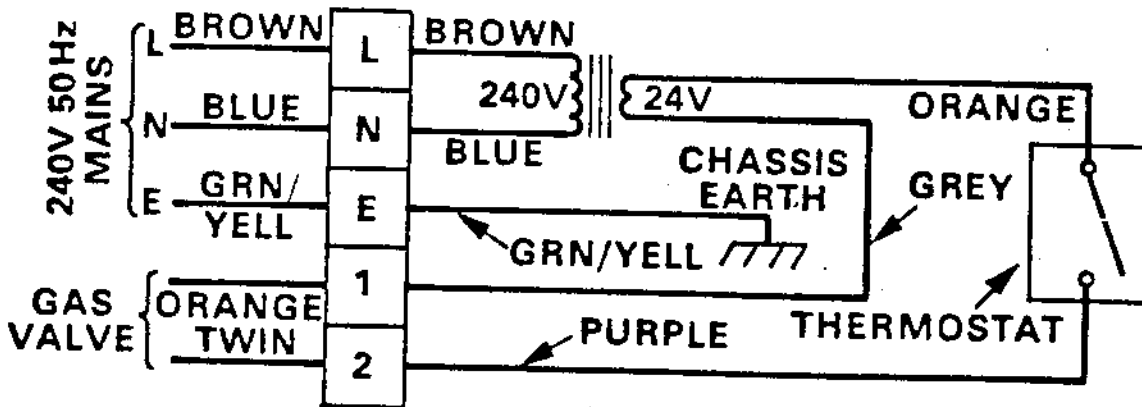 240V 50Hz
MAINS
L
BROWN
L
BROWN
N
BLUE
N
BLUE
240V
24V
ORANGE
E
GRN/
YELL
E
GRN/YELL
CHASSIS
EARTH
GREY
GAS
VALVE
ORANGE
TWIN
1
2
PURPLE
THERMOSTAT